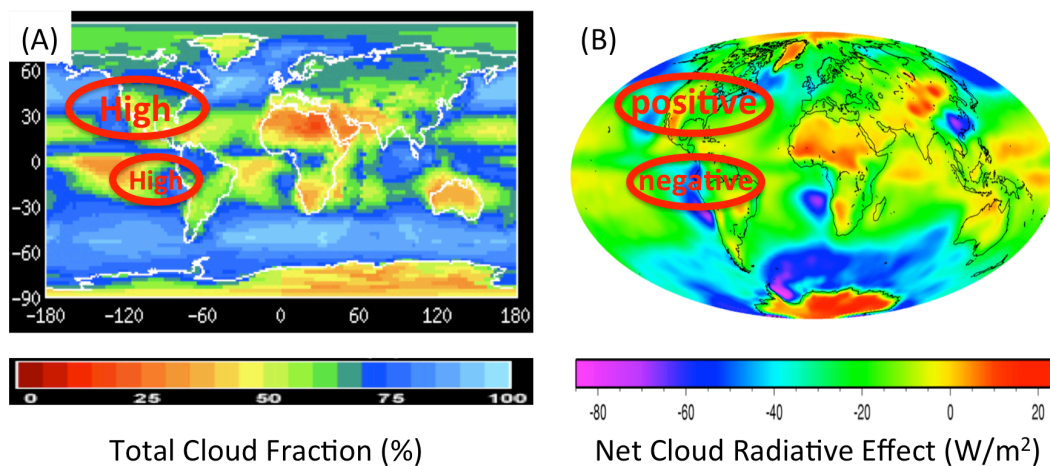 (A)
60
30
0
−30
−60
−90
High
High
−180 −120 −60 0 60 120 180
0 25 50 75 100
Total Cloud Fraction (%)
(B)
positive
negative
-80 -60 -40 -20 0 20
Net Cloud Radiative Effect (W/m²)